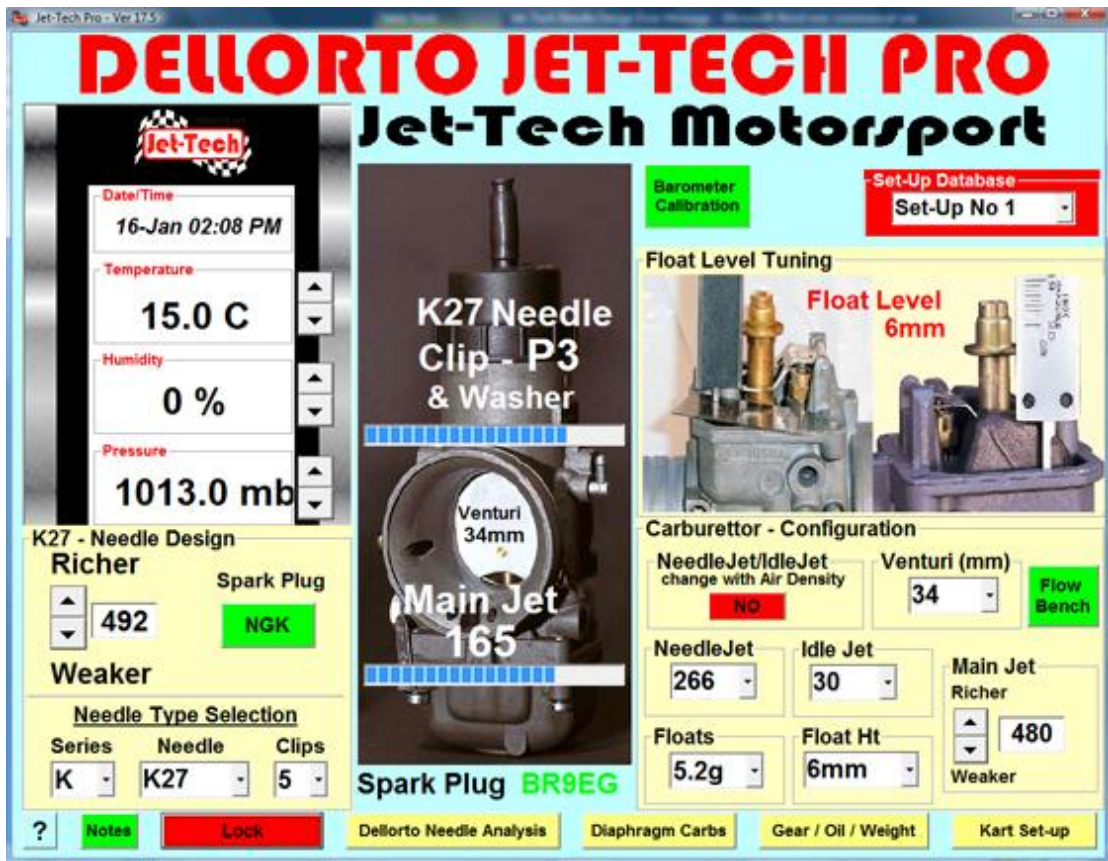 Jet-Tech Pro - Ver 17.5
DELLORTO JET-TECH PRO
Jet-Tech Motorsport
Jet-Tech
Date/Time
16-Jan 02:08 PM
Temperature
15.0 C
Humidity
0 %
Pressure
1013.0 mb
K27 - Needle Design
Richer
492
Weaker
Spark Plug
NGK
Needle Type Selection
Series Needle Clips
K K27 5
K27 Needle
Clip - P3
& Washer
Venturi
34mm
Main Jet
165
Spark Plug BR9EG
Barometer
Calibration
Set-Up Database
Set-Up No 1
Float Level Tuning
Float Level
6mm
Carburettor - Configuration
NeedleJet/IdleJet
change with Air Density
NO
Venturi (mm)
34
Flow
Bench
NeedleJet
266
Idle Jet
30
Main Jet
Richer
480
Weaker
Floats
5.2g
Float Ht
6mm
?
Notes
Lock
Dellorto Needle Analysis
Diaphragm Carbs
Gear / Oil / Weight
Kart Set-up